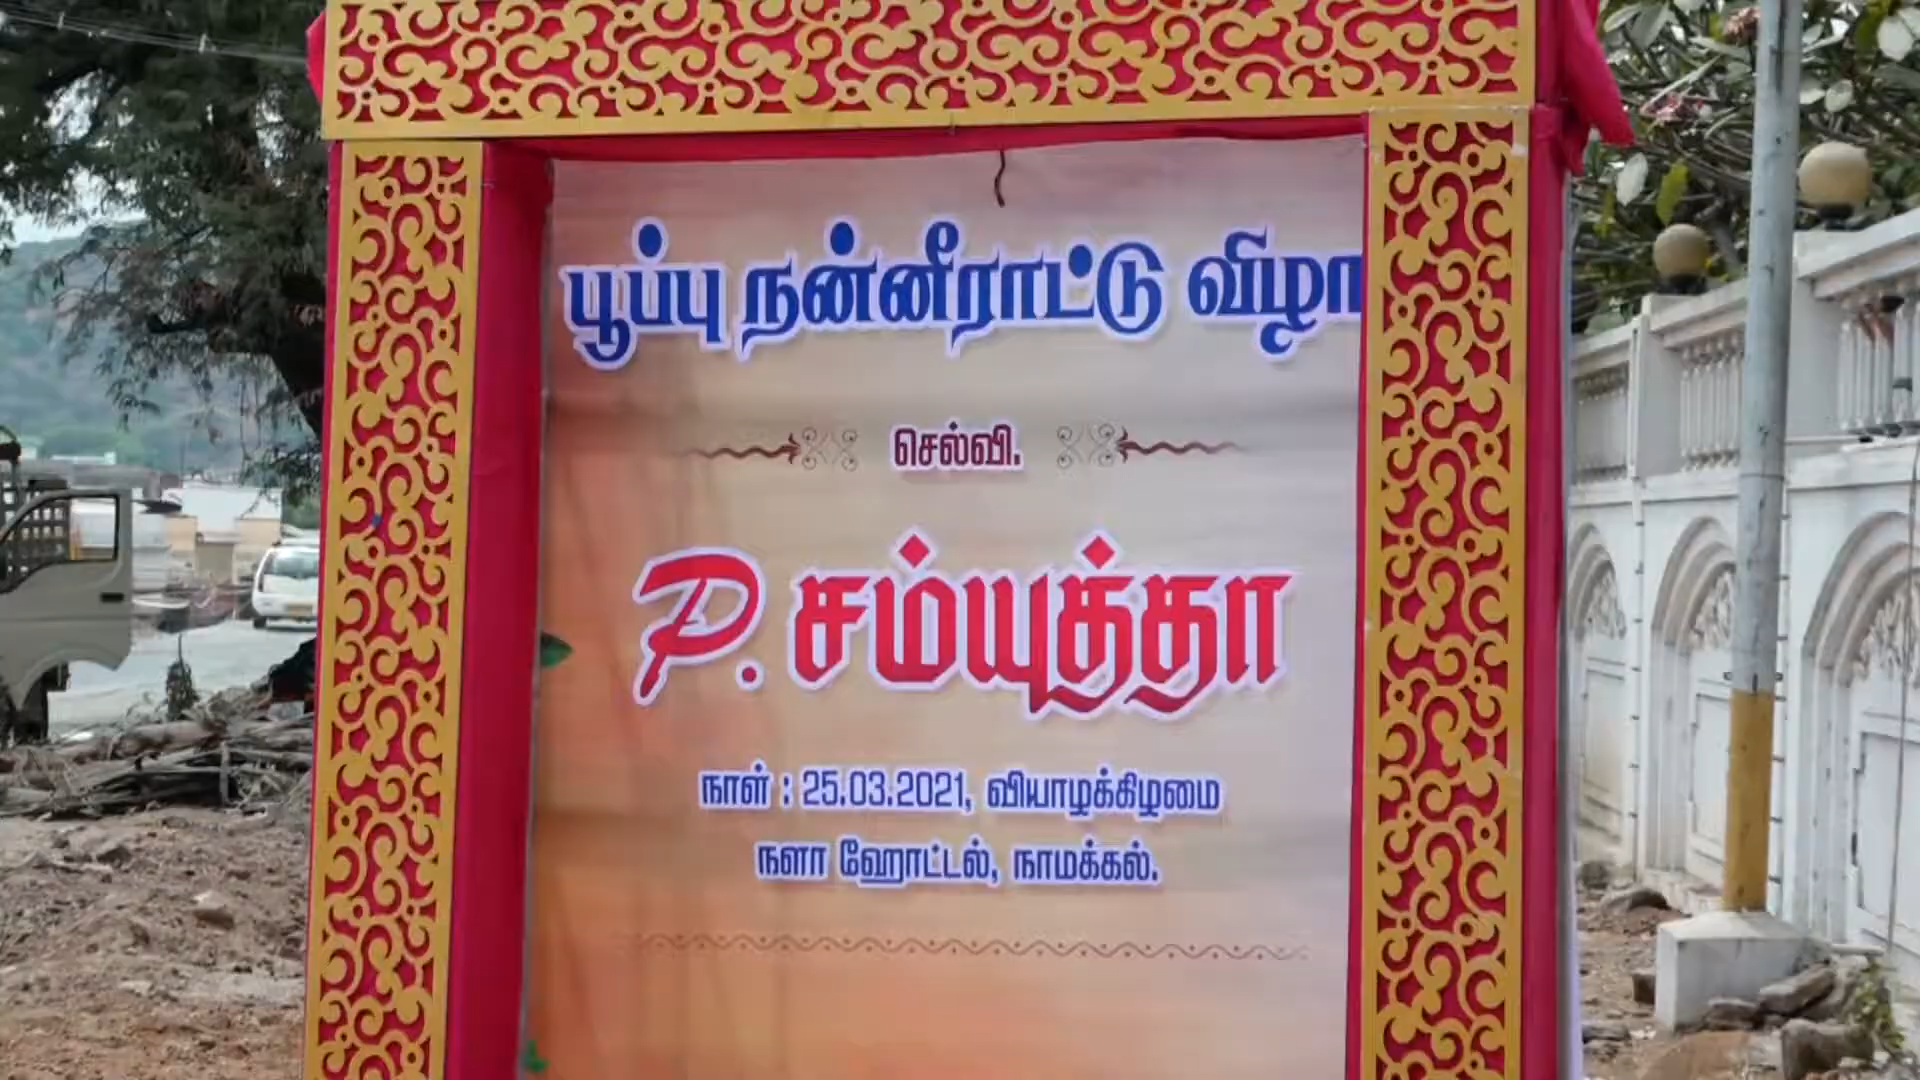 பூப்பு நன்னீராட்டு விழா
செல்வி.
P. சம்யுத்தா
நாள் : 25.03.2021, வியாழக்கிழமை
நளா ஹோட்டல், நாமக்கல்.